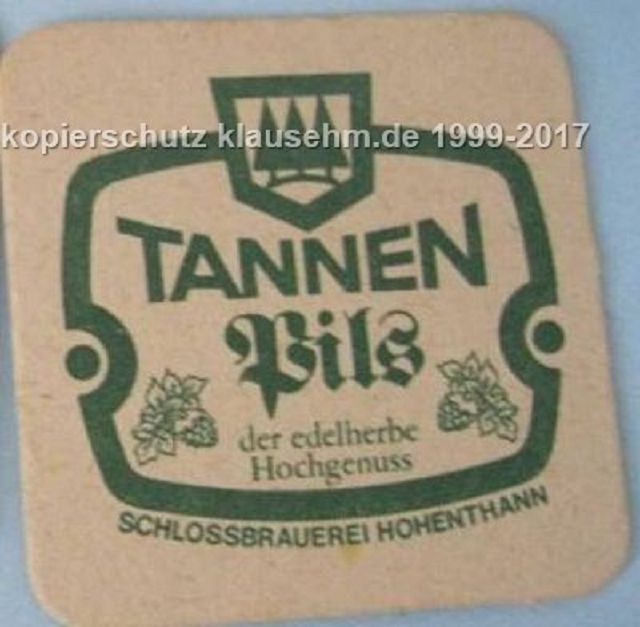 kopierschutz klausehm.de 1999-2017
TANNEN
Pils
der edelherbe
Hochgenuss
SCHLOSSBRAUEREI HOHENTHANN